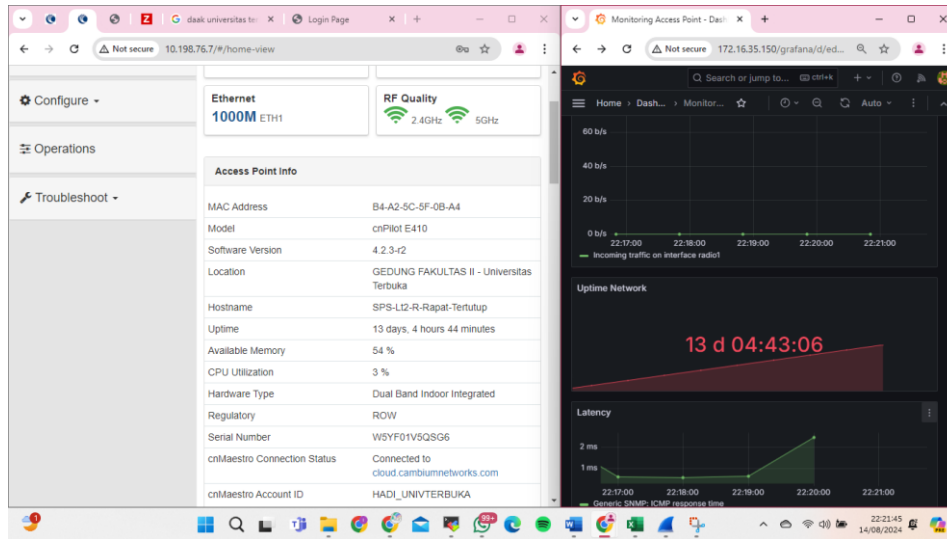 daak universitas ter
Login Page
Not secure 10.198.76.7/#/home-view
Configure
Operations
Troubleshoot
Ethernet
1000M ETH1
RF Quality
2.4GHz 5GHz
Access Point Info
MAC Address B4-A2-5C-5F-0B-A4
Model cnPilot E410
Software Version 4.2.3-r2
Location GEDUNG FAKULTAS II - Universitas
Terbuka
Hostname SPS-Lt2-R-Rapat-Tertutup
Uptime 13 days, 4 hours 44 minutes
Available Memory 54 %
CPU Utilization 3 %
Hardware Type Dual Band Indoor Integrated
Regulatory ROW
Serial Number W5YF01V5QSG6
cnMaestro Connection Status Connected to
cloud.cambiumnetworks.com
cnMaestro Account ID HADI_UNIVTERBUKA
Monitoring Access Point - Dash
Not secure 172.16.35.150/grafana/d/ed...
Search or jump to... ctrl+k
Home › Dash... › Monitor... Auto
60 b/s
40 b/s
20 b/s
0 b/s
22:17:00 22:18:00 22:19:00 22:20:00 22:21:00
Incoming traffic on interface radio1
Uptime Network
13 d 04:43:06
Latency
2 ms
1 ms
22:17:00 22:18:00 22:19:00 22:20:00 22:21:00
Generic SNMP: ICMP response time
99+
22:21:45
14/08/2024